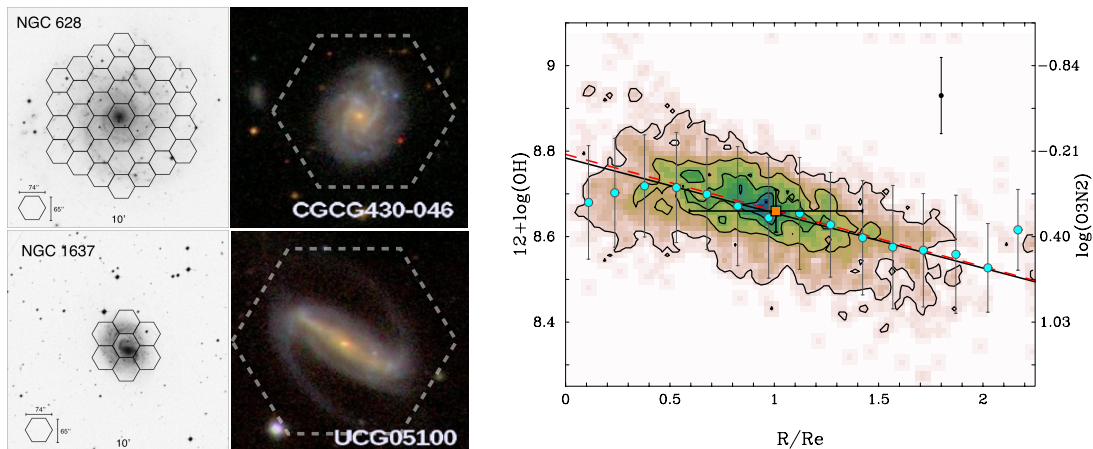 NGC 628
74"
65"
10'
CGCG430-046
NGC 1637
74"
65"
10'
UCG05100
12+log(OH)
9
8.8
8.6
8.4
0
0.5
1
1.5
2
R/Re
−0.84
−0.21
0.40
1.03
log(O3N2)